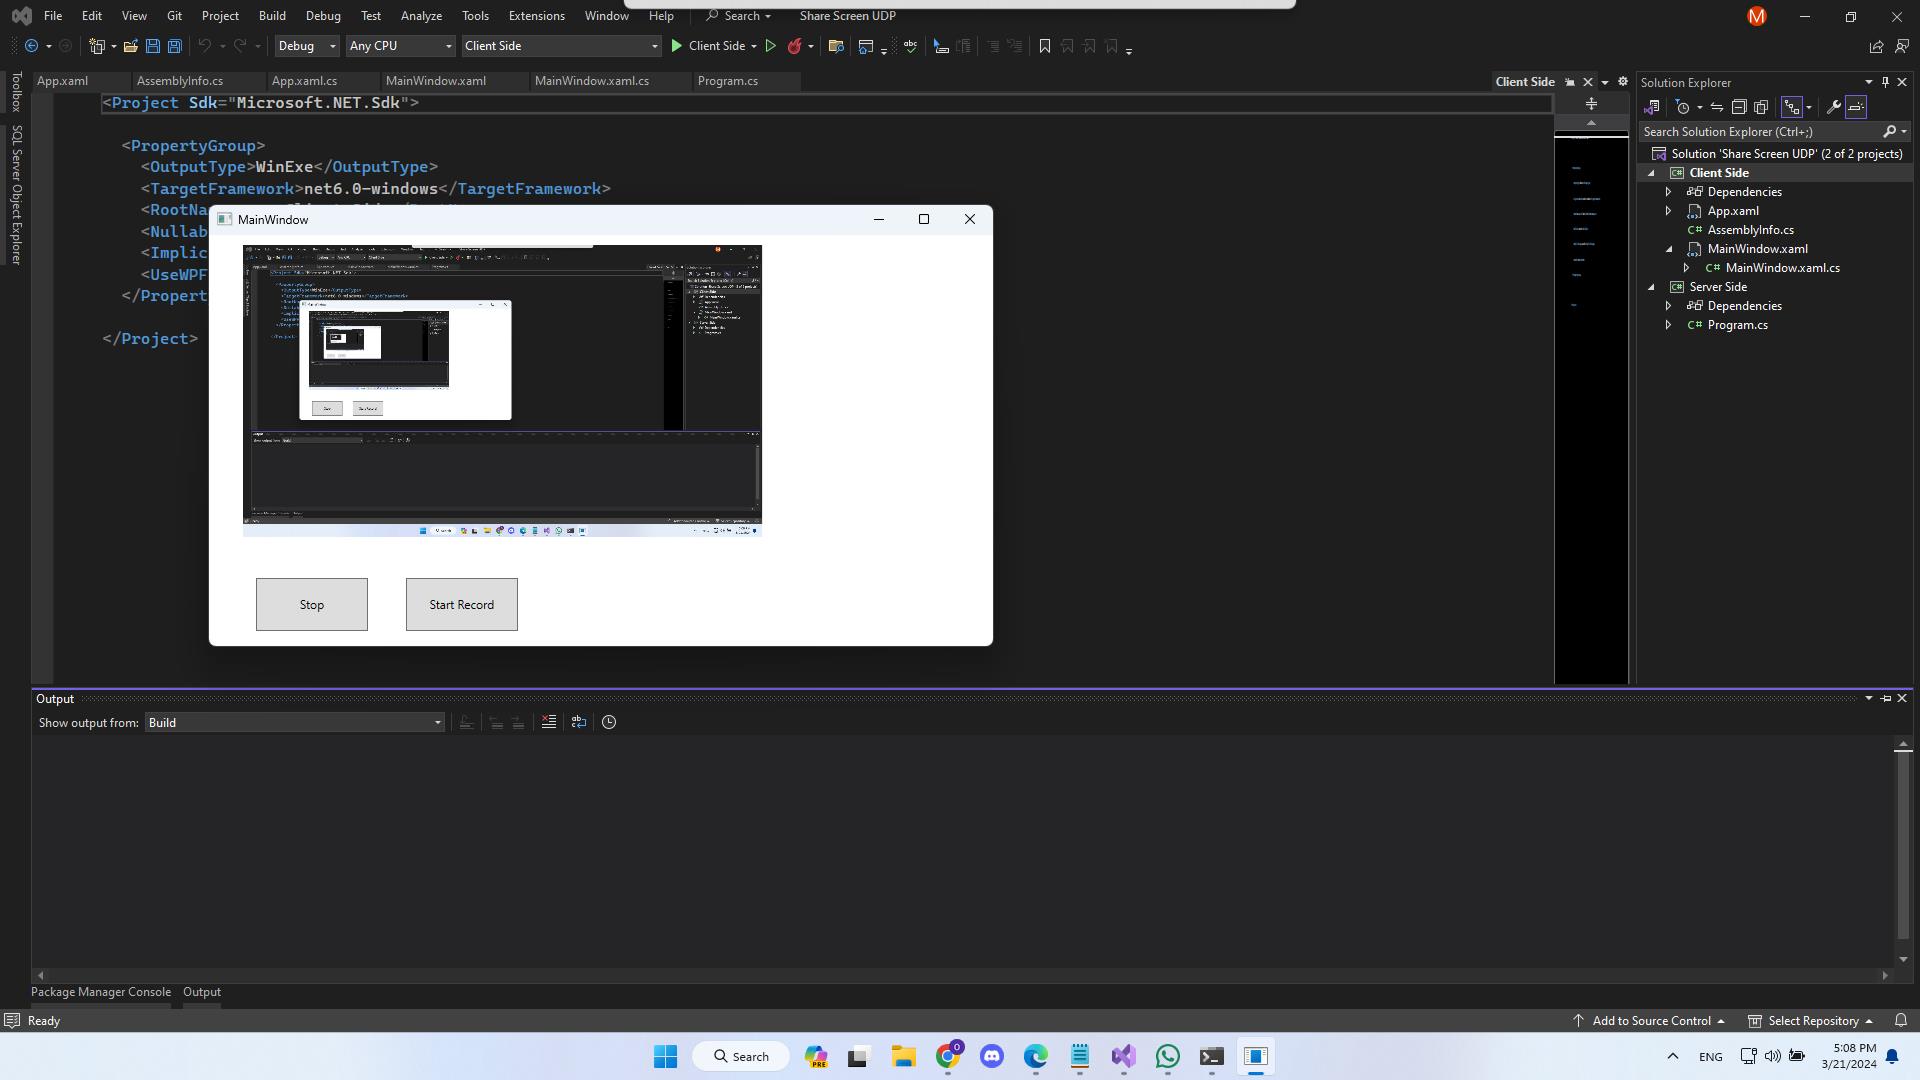 File Edit View Git Project Build Debug Test Analyze Tools Extensions Window Help Search Share Screen UDP M
Debug Any CPU Client Side Client Side
App.xaml AssemblyInfo.cs App.xaml.cs MainWindow.xaml MainWindow.xaml.cs Program.cs Client Side
Toolbox
SQL Server Object Explorer
<Project Sdk="Microsoft.NET.Sdk">
<PropertyGroup>
<OutputType>WinExe</OutputType>
<TargetFramework>net6.0-windows</TargetFramework>
<RootNa
<Nullab
<Implic
<UseWPF
</Propert
</Project>
MainWindow
Stop Start Record
Solution Explorer
Search Solution Explorer (Ctrl+;)
Solution 'Share Screen UDP' (2 of 2 projects)
Client Side
Dependencies
App.xaml
AssemblyInfo.cs
MainWindow.xaml
MainWindow.xaml.cs
Server Side
Dependencies
Program.cs
Output
Show output from: Build
Package Manager Console Output
Ready Add to Source Control Select Repository
Search PRE 0 ENG 5:08 PM
3/21/2024